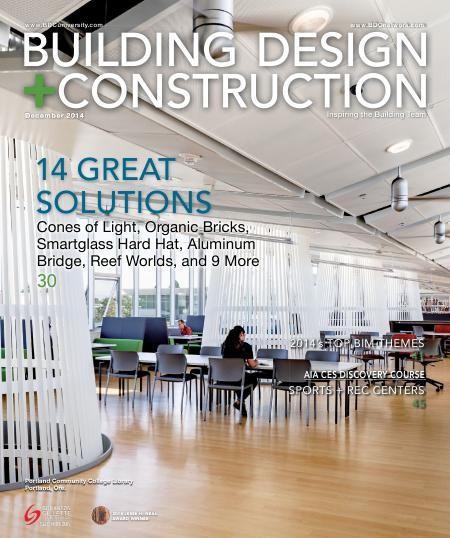 www.BDCuniversity.com
www.BDCnetwork.com
BUILDING DESIGN
+CONSTRUCTION
December 2014
Inspiring the Building Team
14 GREAT
SOLUTIONS
Cones of Light, Organic Bricks,
Smartglass Hard Hat, Aluminum
Bridge, Reef Worlds, and 9 More
30
2014's TOP BIM THEMES
AIA CES DISCOVERY COURSE
SPORTS + REC CENTERS
45
Portland Community College Library
Portland, Ore.
AWARD WINNER